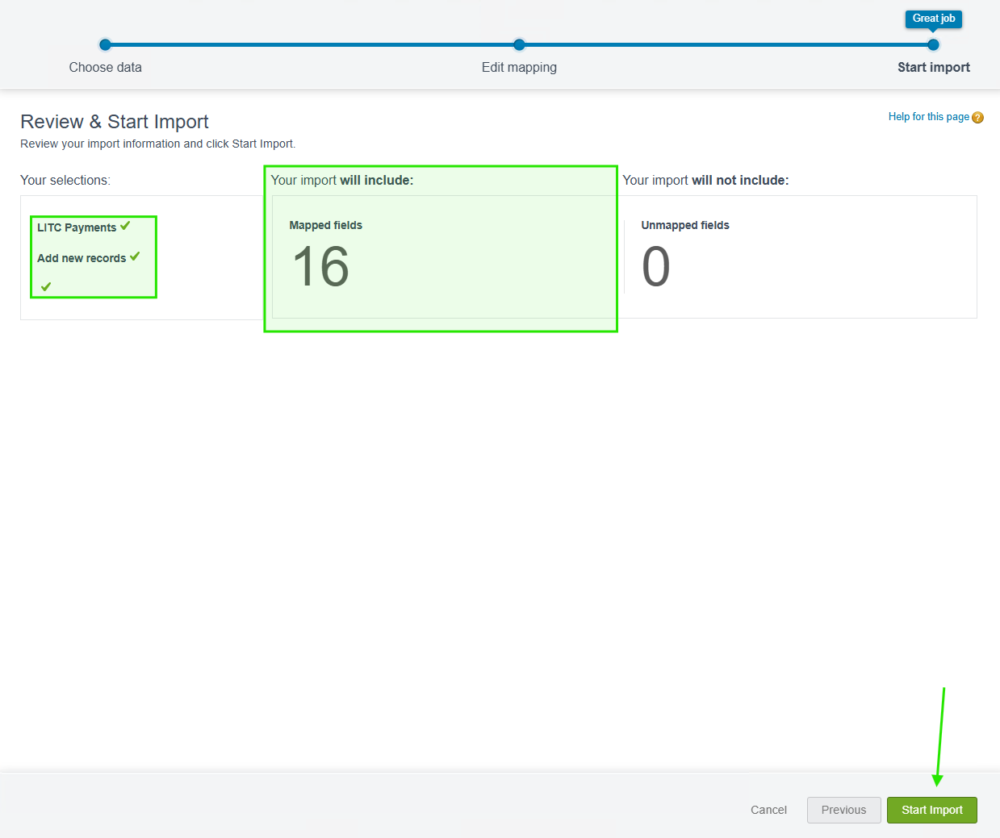 Great job
Choose data
Edit mapping
Start import
Review & Start Import
Help for this page ?
Review your import information and click Start Import.
Your selections:
Your import will include:
Your import will not include:
LITC Payments
Add new records
Mapped fields
16
Unmapped fields
0
Cancel
Previous
Start Import